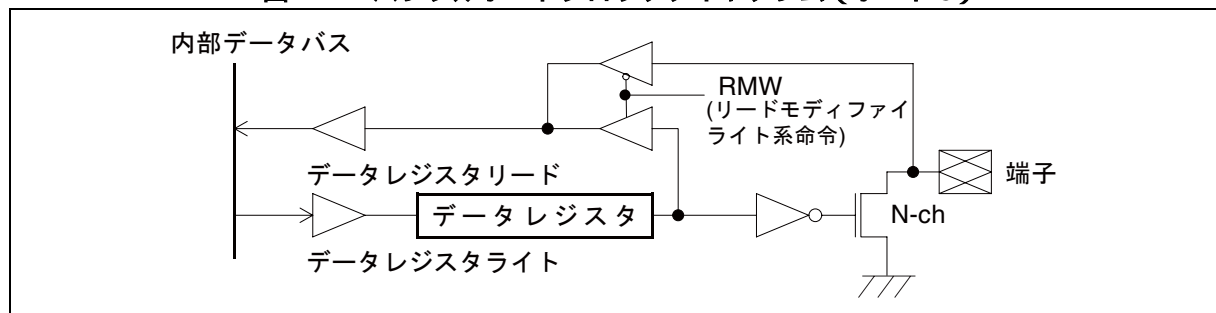 内部データバス
RMW
(リードモディファイ
ライト系命令)
データレジスタリード
端子
データレジスタ
N-ch
データレジスタライト